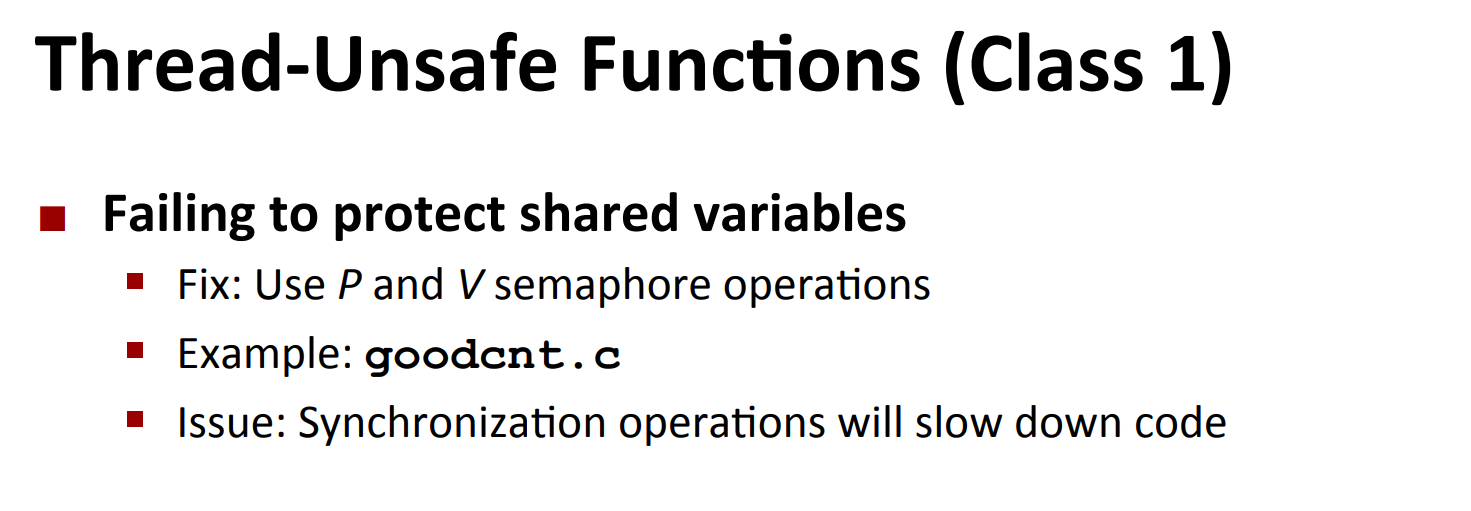 Thread-Unsafe Functions (Class 1)
Failing to protect shared variables
Fix: Use P and V semaphore operations
Example: goodcnt.c
Issue: Synchronization operations will slow down code